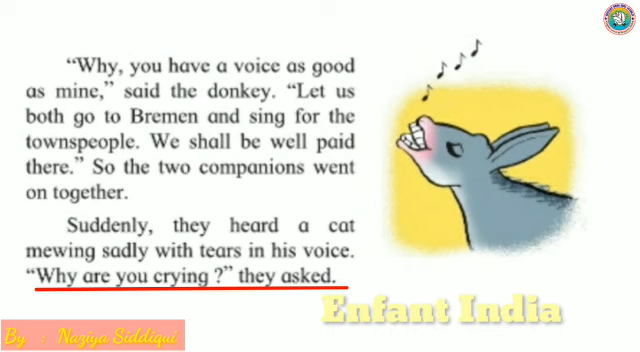 “Why, you have a voice as good
as mine,” said the donkey. “Let us
both go to Bremen and sing for the
townspeople. We shall be well paid
there.” So the two companions went
on together.
Suddenly, they heard a cat
mewing sadly with tears in his voice.
“Why are you crying ?” they asked.
Enfant India
By : Naziya Siddiqui